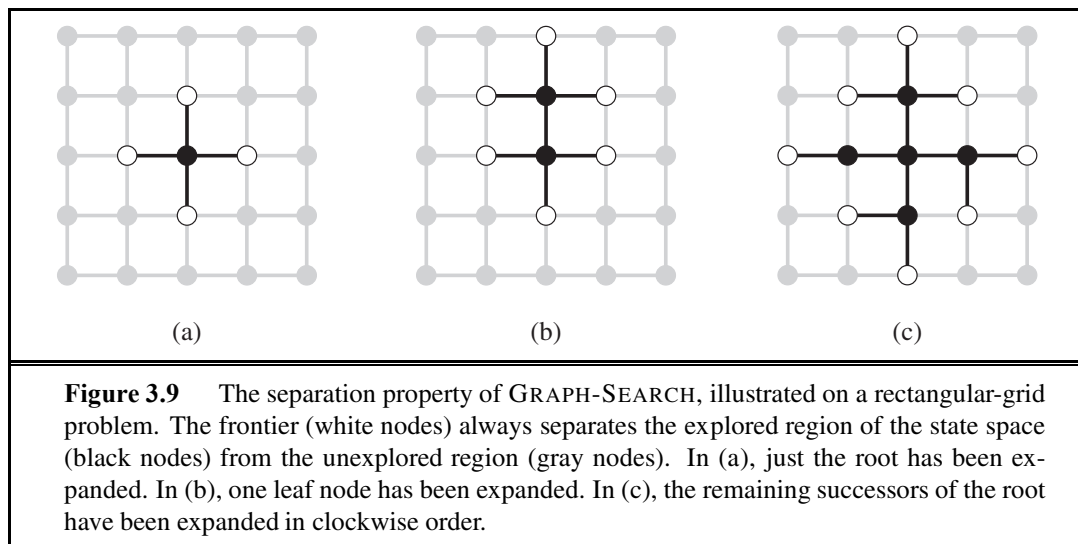 (a)
(b)
(c)
Figure 3.9 The separation property of GRAPH-SEARCH, illustrated on a rectangular-grid
problem. The frontier (white nodes) always separates the explored region of the state space
(black nodes) from the unexplored region (gray nodes). In (a), just the root has been ex-
panded. In (b), one leaf node has been expanded. In (c), the remaining successors of the root
have been expanded in clockwise order.